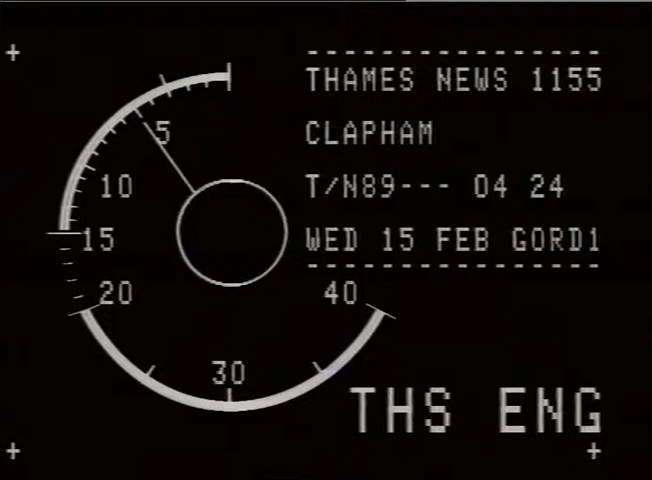 THAMES NEWS 1155
CLAPHAM
T/N89--- 04 24
WED 15 FEB GORD1
5
10
15
20
40
30
THS ENG